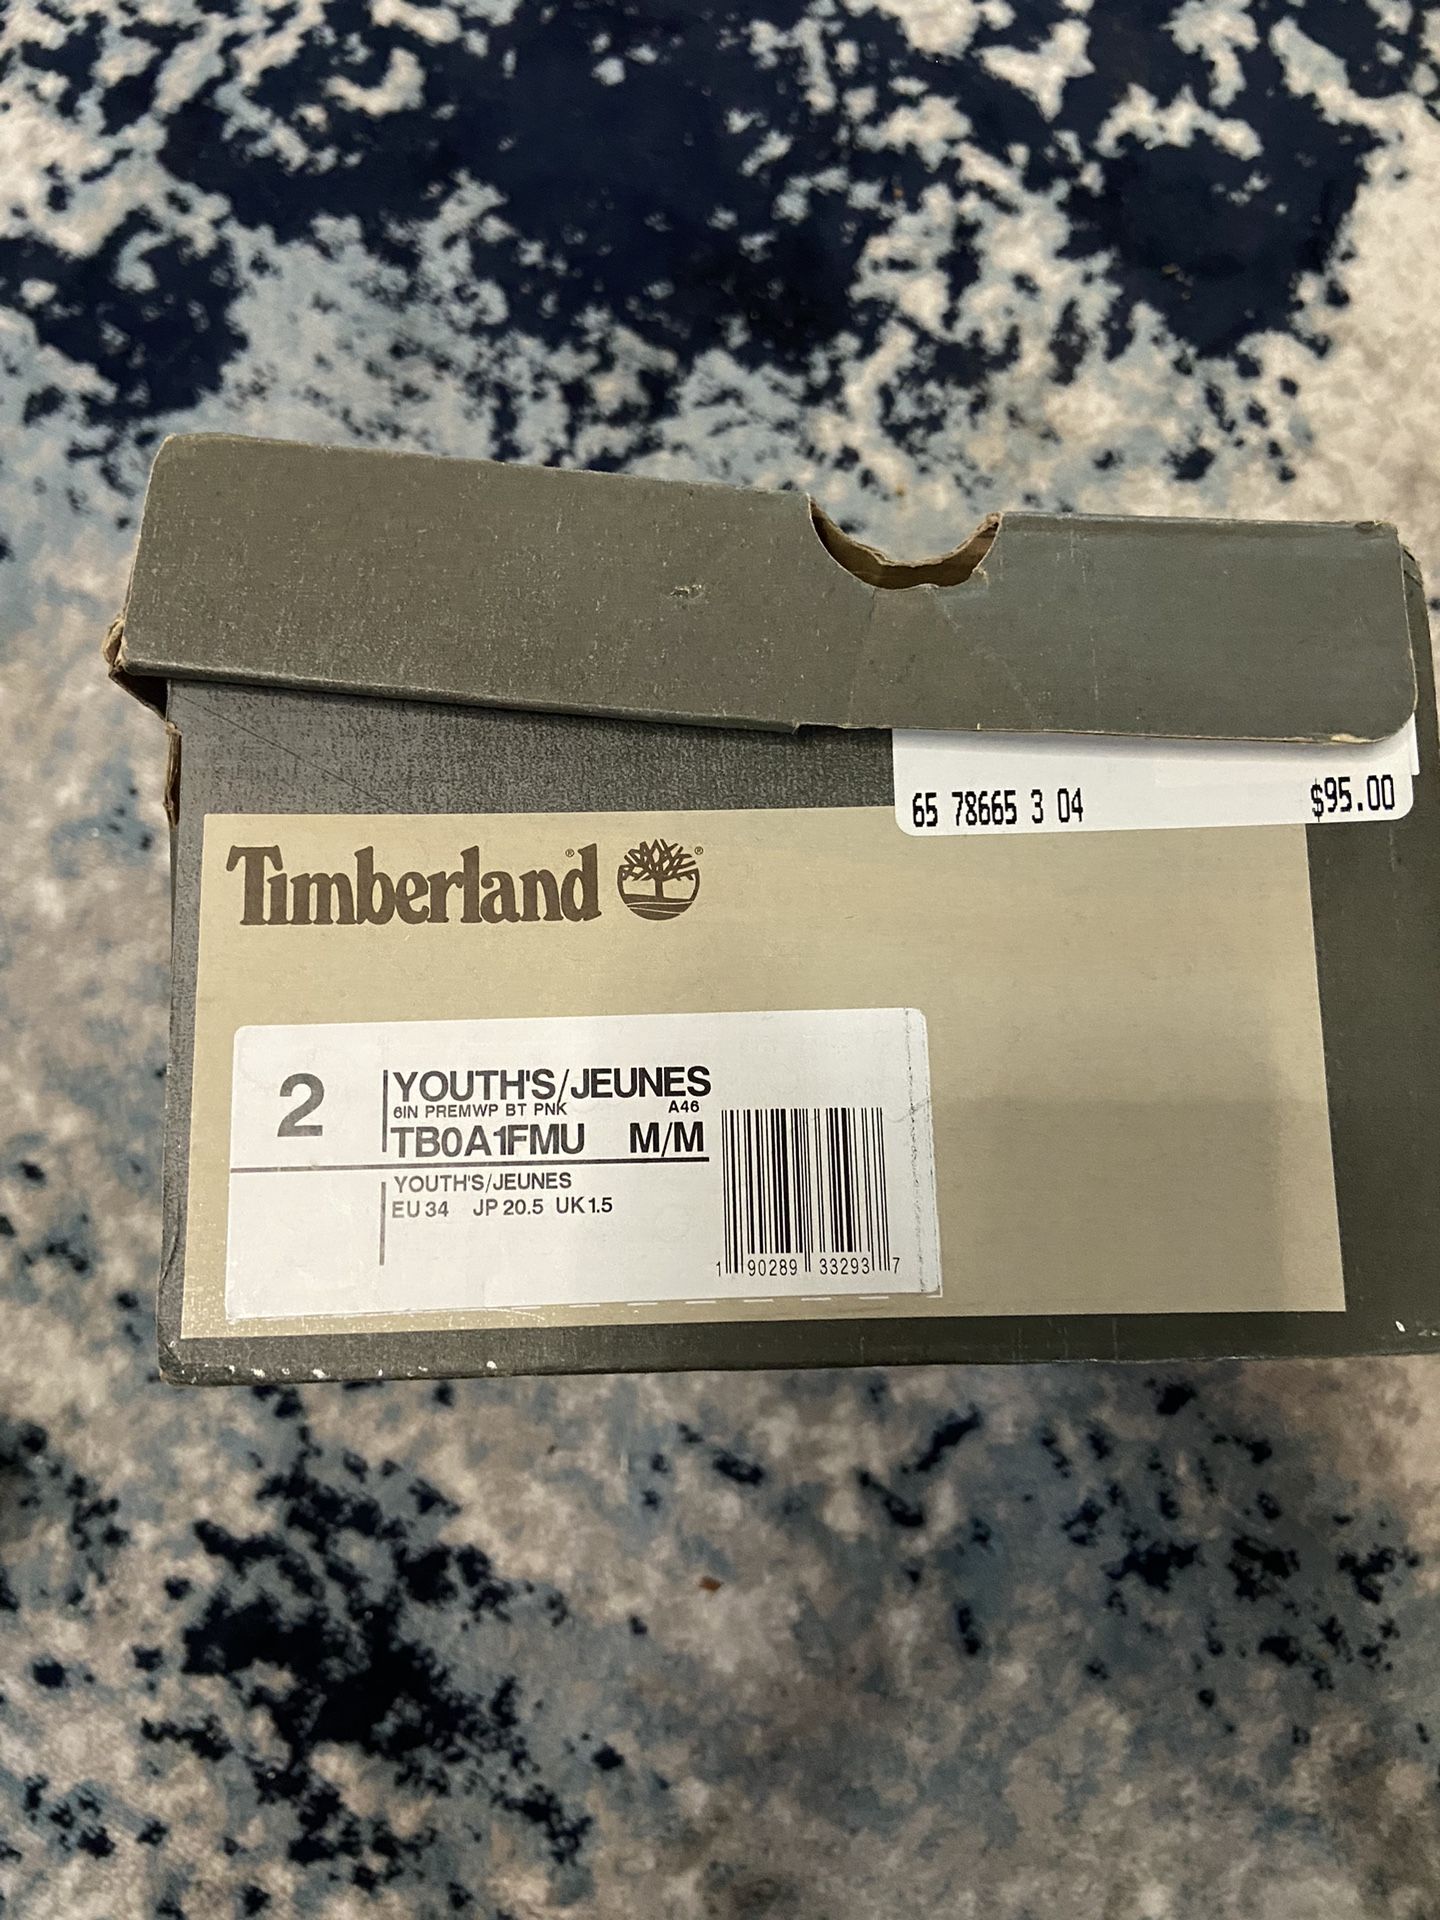 65 78665 3 04 $95.00
Timberland® ®
2 YOUTH'S/JEUNES
6IN PREMWP BT PNK A46
TB0A1FMU M/M
YOUTH'S/JEUNES
EU 34 JP 20.5 UK 1.5
1 90289 33293 7